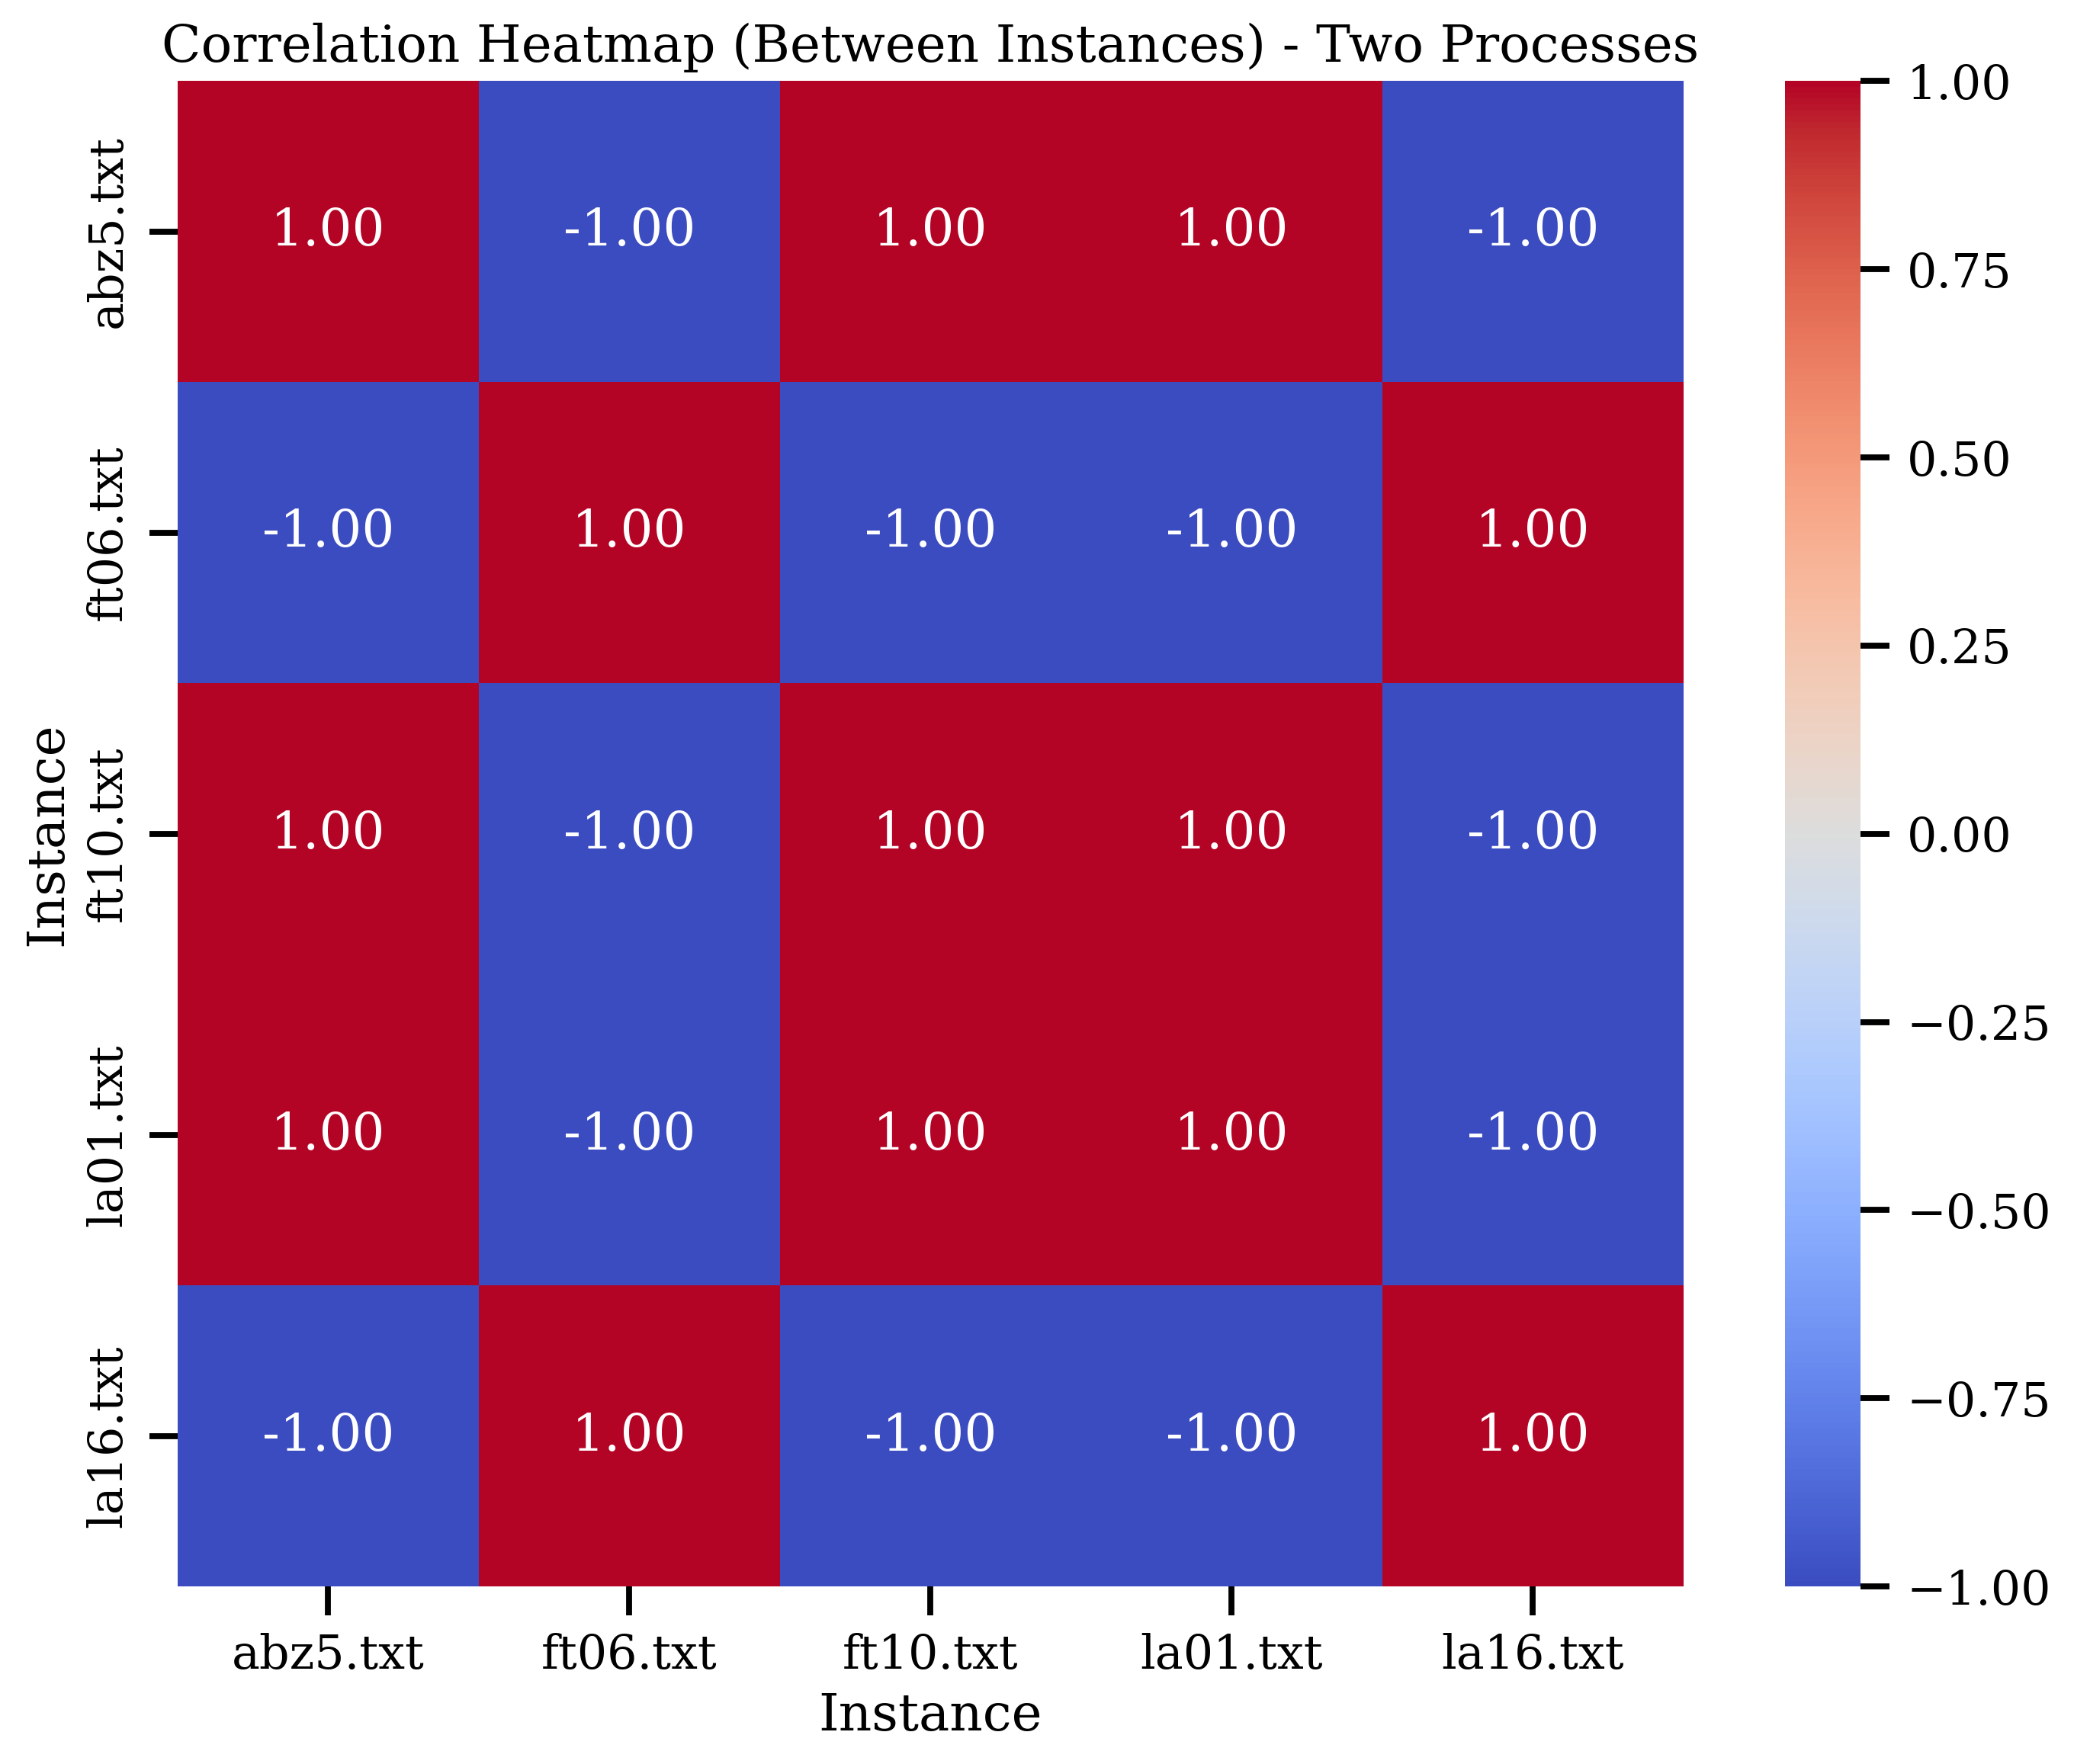 Correlation Heatmap (Between Instances) - Two Processes
Instance
abz5.txt
1.00 -1.00 1.00 1.00 -1.00
ft06.txt
-1.00 1.00 -1.00 -1.00 1.00
ft10.txt
1.00 -1.00 1.00 1.00 -1.00
la01.txt
1.00 -1.00 1.00 1.00 -1.00
la16.txt
-1.00 1.00 -1.00 -1.00 1.00
abz5.txt ft06.txt ft10.txt la01.txt la16.txt
Instance
1.00
0.75
0.50
0.25
0.00
−0.25
−0.50
−0.75
−1.00